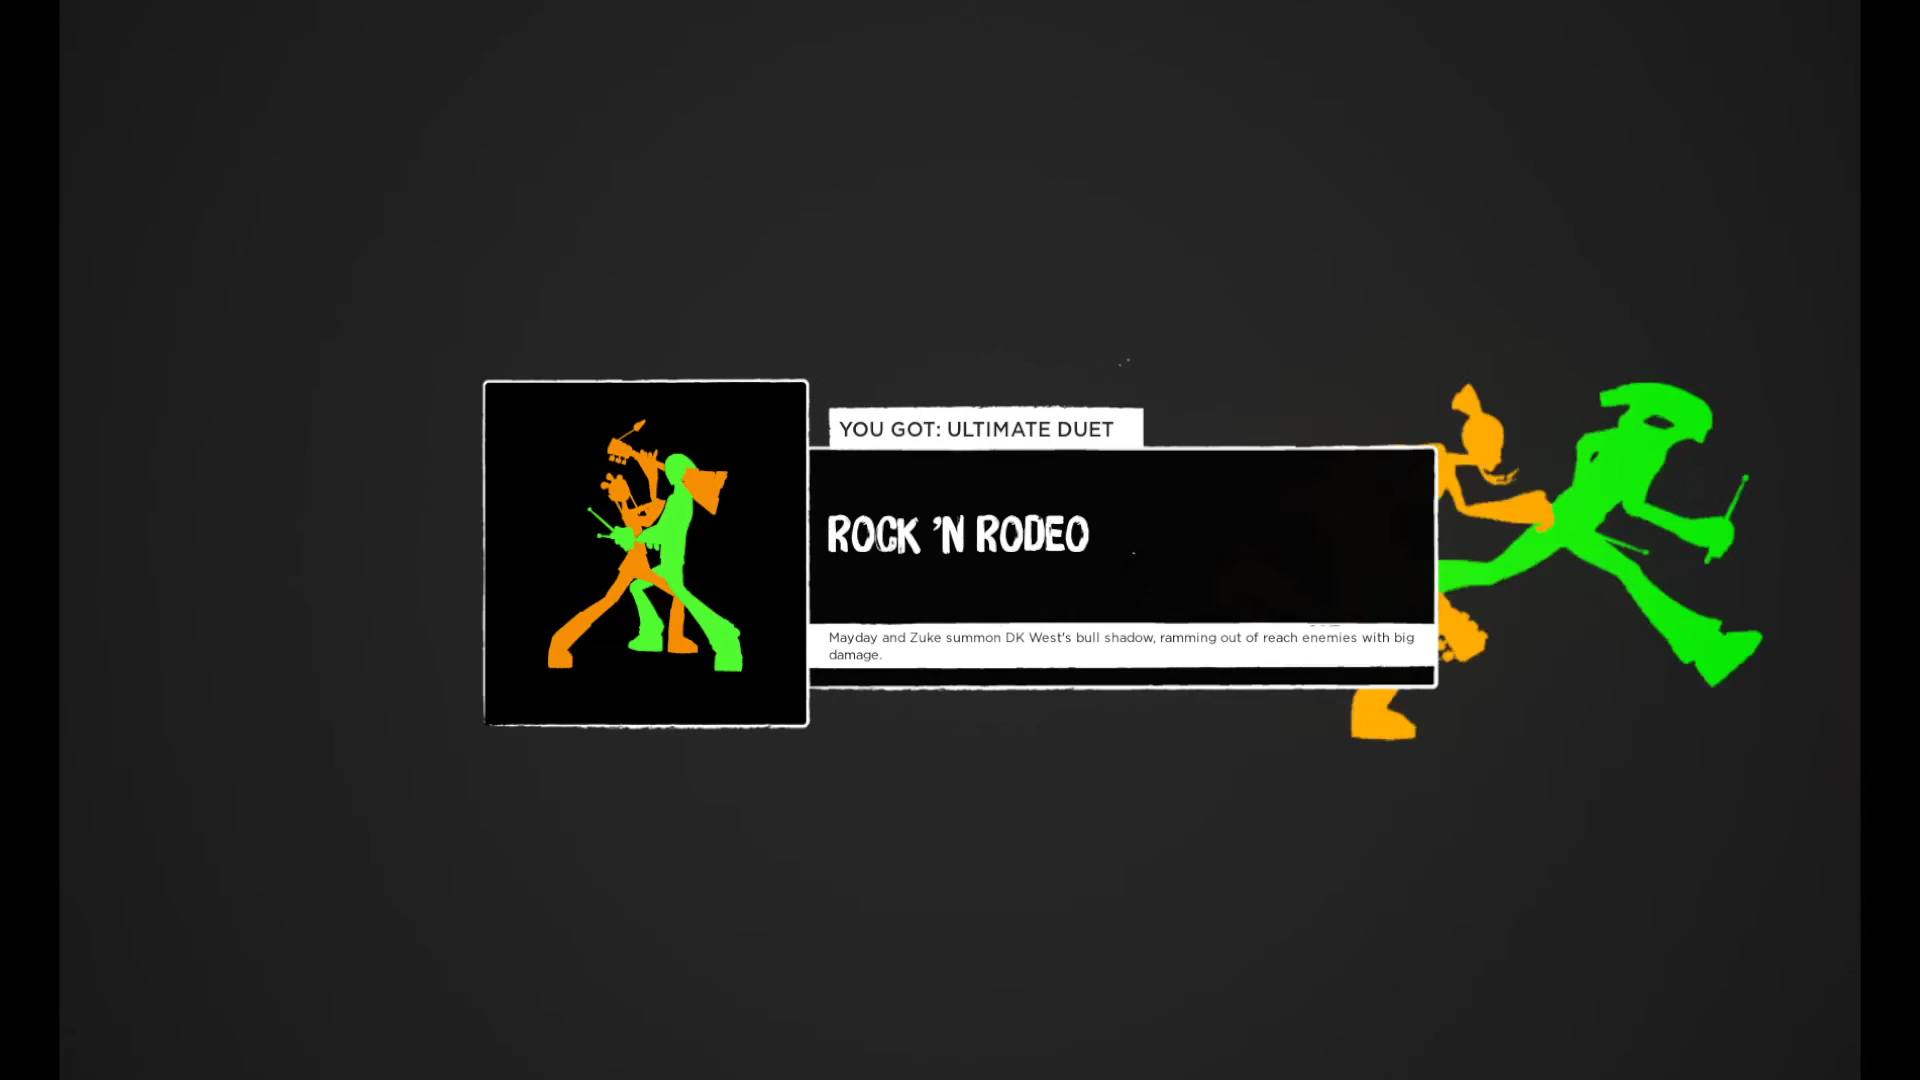 YOU GOT: ULTIMATE DUET
ROCK 'N RODEO
Mayday and Zuke summon DK West's bull shadow, ramming out of reach enemies with big
damage.